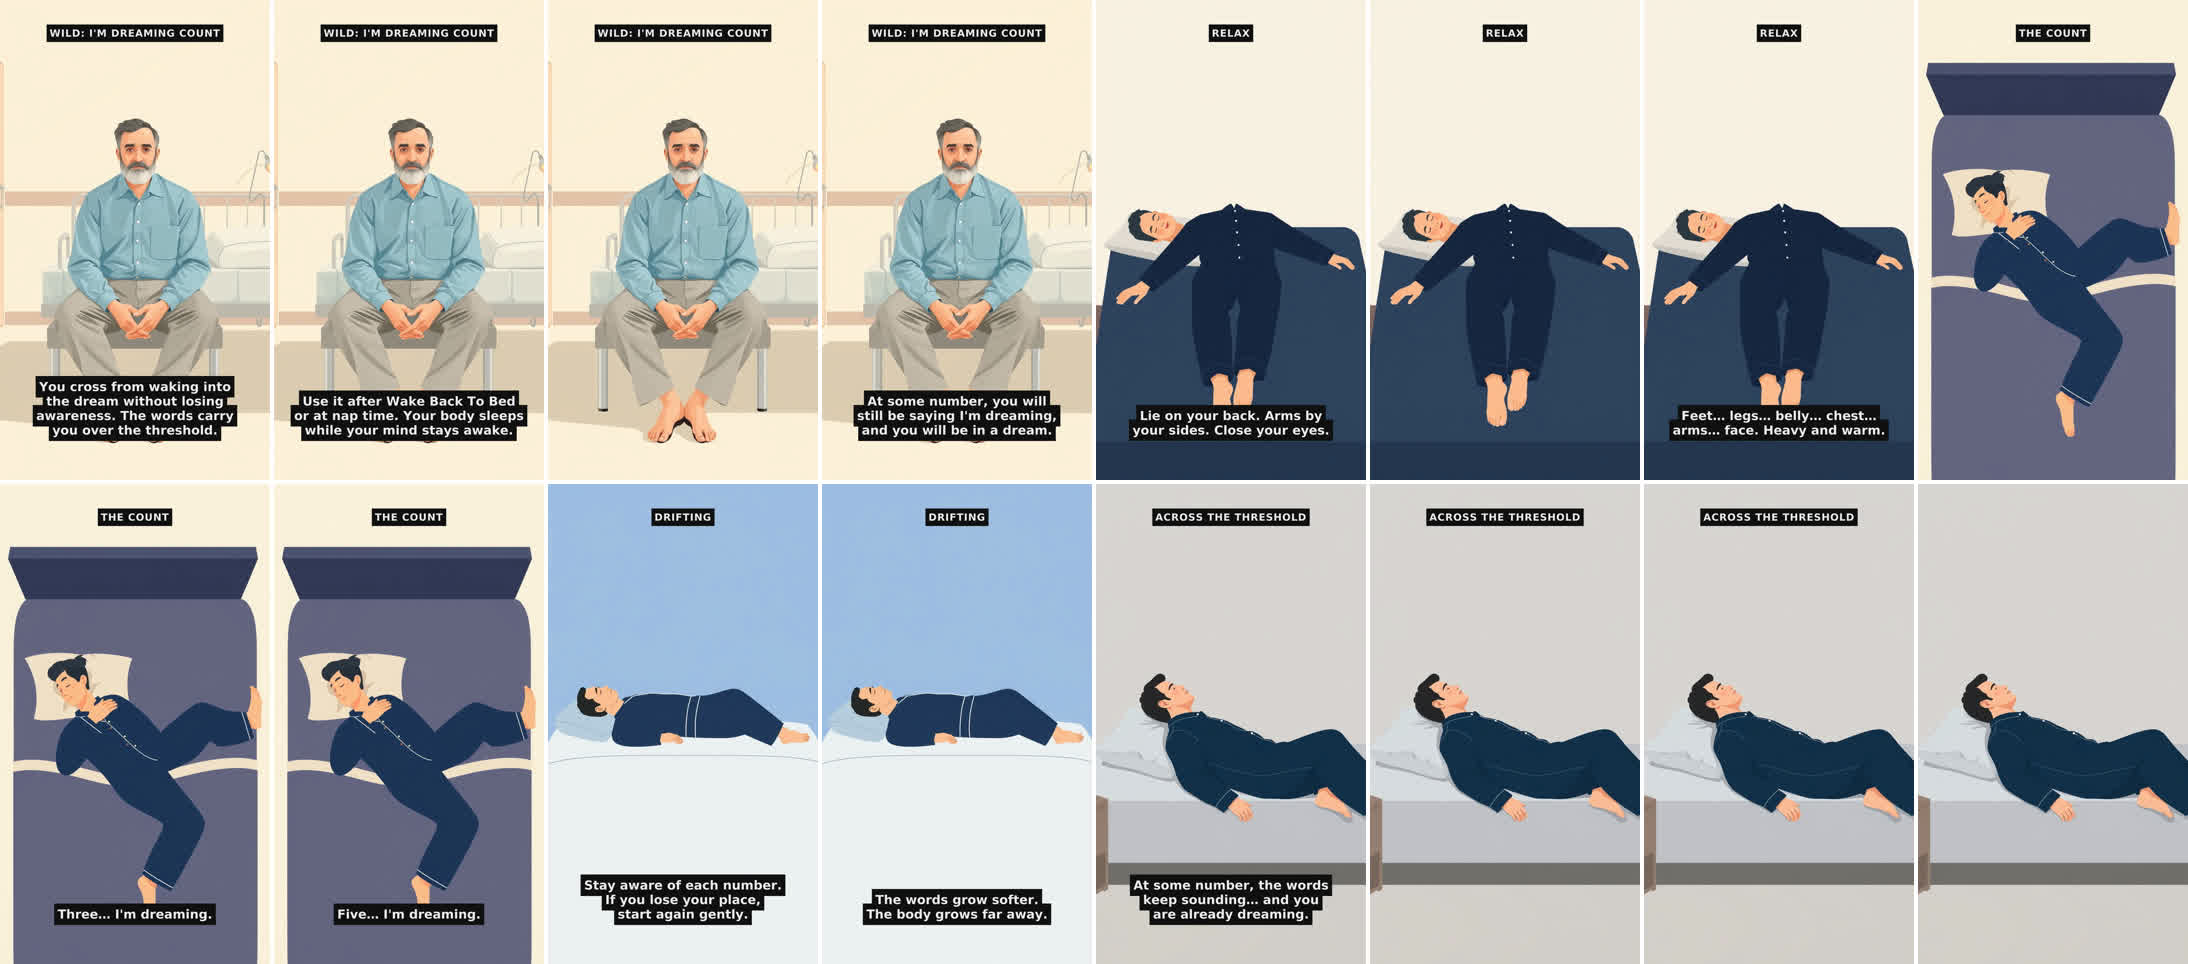 WILD: I'M DREAMING COUNT
You cross from waking into
the dream without losing
awareness. The words carry
you over the threshold.
WILD: I'M DREAMING COUNT
Use it after Wake Back To Bed
or at nap time. Your body sleeps
while your mind stays awake.
WILD: I'M DREAMING COUNT
WILD: I'M DREAMING COUNT
At some number, you will
still be saying I'm dreaming,
and you will be in a dream.
RELAX
Lie on your back. Arms by
your sides. Close your eyes.
RELAX
RELAX
Feet... legs... belly... chest...
arms... face. Heavy and warm.
THE COUNT
THE COUNT
Three... I'm dreaming.
THE COUNT
Five... I'm dreaming.
DRIFTING
Stay aware of each number.
If you lose your place,
start again gently.
DRIFTING
The words grow softer.
The body grows far away.
ACROSS THE THRESHOLD
At some number, the words
keep sounding... and you
are already dreaming.
ACROSS THE THRESHOLD
ACROSS THE THRESHOLD